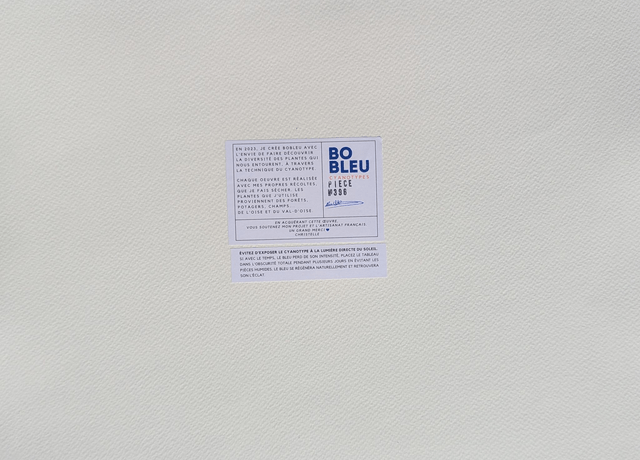 EN 2023, JE CRÉE BOBLEU AVEC
L'ENVIE DE FAIRE DÉCOUVRIR
LA DIVERSITÉ DES PLANTES QUI
NOUS ENTOURENT, À TRAVERS
LA TECHNIQUE DU CYANOTYPE.
CHAQUE OEUVRE EST RÉALISÉE
AVEC MES PROPRES RÉCOLTES,
QUE JE FAIS SÉCHER. LES
PLANTES QUE J'UTILISE
PROVIENNENT DES FORÊTS,
POTAGERS, CHAMPS...
DE L'OISE ET DU VAL-D'OISE.
BO
BLEU
CYANOTYPES
PIECE
N°396
EN ACQUÉRANT CETTE ŒUVRE,
VOUS SOUTENEZ MON PROJET ET L'ARTISANAT FRANÇAIS.
UN GRAND MERCI
CHRISTELLE
ÉVITEZ D'EXPOSER LE CYANOTYPE À LA LUMIÈRE DIRECTE DU SOLEIL.
SI AVEC LE TEMPS, LE BLEU PERD DE SON INTENSITÉ, PLACEZ LE TABLEAU
DANS L'OBSCURITÉ TOTALE PENDANT PLUSIEURS JOURS EN ÉVITANT LES
PIÈCES HUMIDES, LE BLEU SE RÉGÉNÈRA NATURELLEMENT ET RETROUVERA
SON ÉCLAT.